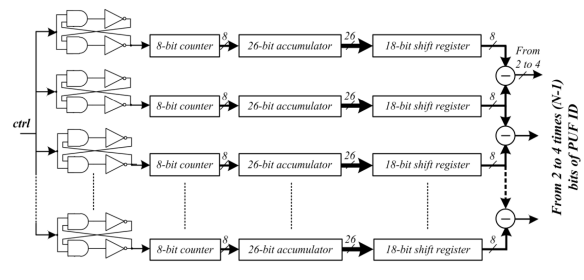 8-bit counter 8 26-bit accumulator 26 18-bit shift register 8
From
2 to 4
8-bit counter 8 26-bit accumulator 26 18-bit shift register 8
ctrl
8-bit counter 8 26-bit accumulator 26 18-bit shift register 8
8-bit counter 8 26-bit accumulator 26 18-bit shift register 8
From 2 to 4 times (N-1)
bits of PUF ID